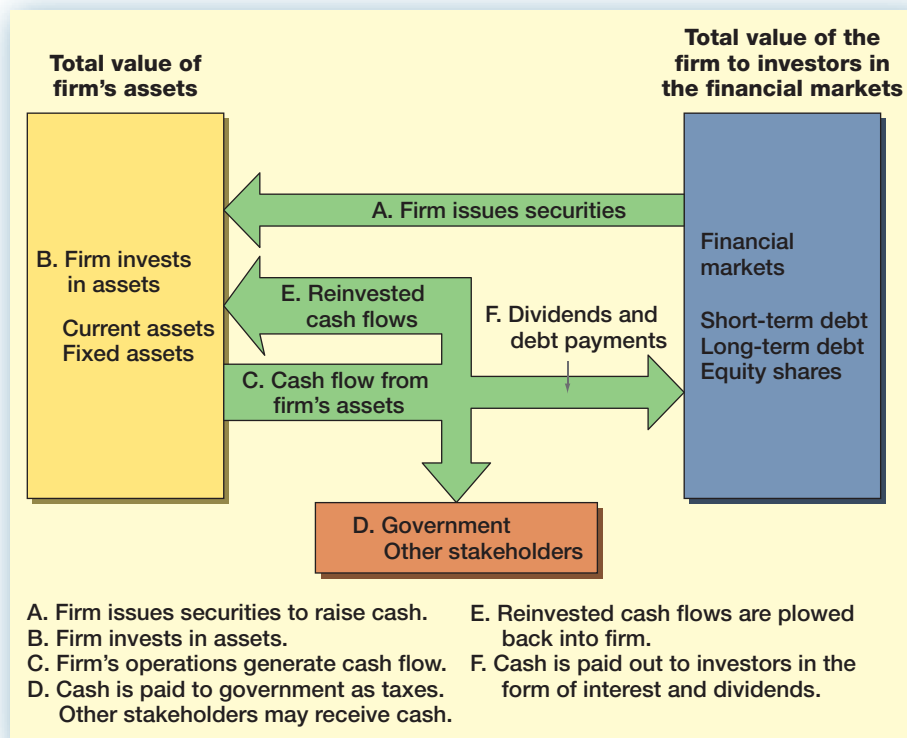 Total value of
firm's assets
Total value of the
firm to investors in
the financial markets
A. Firm issues securities
B. Firm invests
in assets
Current assets
Fixed assets
E. Reinvested
cash flows
F. Dividends and
debt payments
C. Cash flow from
firm's assets
Financial
markets
Short-term debt
Long-term debt
Equity shares
D. Government
Other stakeholders
A. Firm issues securities to raise cash.
B. Firm invests in assets.
C. Firm's operations generate cash flow.
D. Cash is paid to government as taxes.
Other stakeholders may receive cash.
E. Reinvested cash flows are plowed
back into firm.
F. Cash is paid out to investors in the
form of interest and dividends.